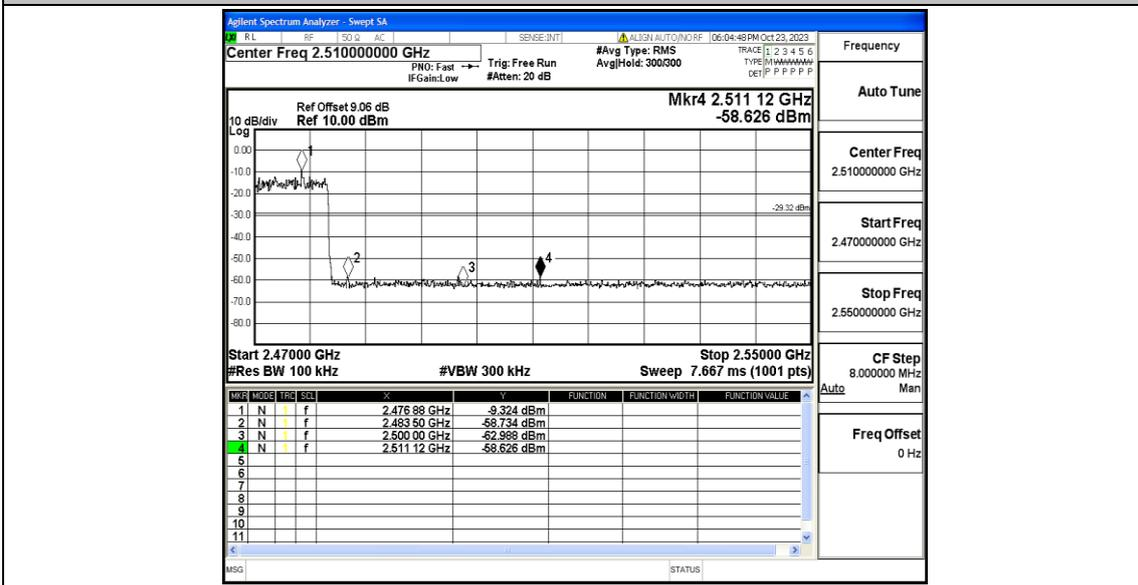 Agilent Spectrum Analyzer - Swept SA
LXI RL RF 50 Ω AC SENSE:INT ALIGN AUTO/NO RF 06:04:48 PM Oct 23, 2023
Center Freq 2.510000000 GHz
PNO: Fast
IFGain:Low
Trig: Free Run
#Atten: 20 dB
#Avg Type: RMS
Avg|Hold: 300/300
TRACE 1 2 3 4 5 6
TYPE M WWWWW
DET P P P P P P
Mkr4 2.511 12 GHz
-58.626 dBm
Ref Offset 9.06 dB
10 dB/div Ref 10.00 dBm
Log
0.00
-10.0
-20.0
-30.0
-40.0
-50.0
-60.0
-70.0
-80.0
1
2
3
4
-29.32 dBm
Start 2.47000 GHz Stop 2.55000 GHz
#Res BW 100 kHz #VBW 300 kHz Sweep 7.667 ms (1001 pts)
MKR MODE TRC SCL X Y FUNCTION FUNCTION WIDTH FUNCTION VALUE
1 N 1 f 2.476 88 GHz -9.324 dBm
2 N 1 f 2.483 50 GHz -58.734 dBm
3 N 1 f 2.500 00 GHz -62.988 dBm
4 N 1 f 2.511 12 GHz -58.626 dBm
5
6
7
8
9
10
11
MSG STATUS
Frequency
Auto Tune
Center Freq
2.510000000 GHz
Start Freq
2.470000000 GHz
Stop Freq
2.550000000 GHz
CF Step
8.000000 MHz
Auto Man
Freq Offset
0 Hz